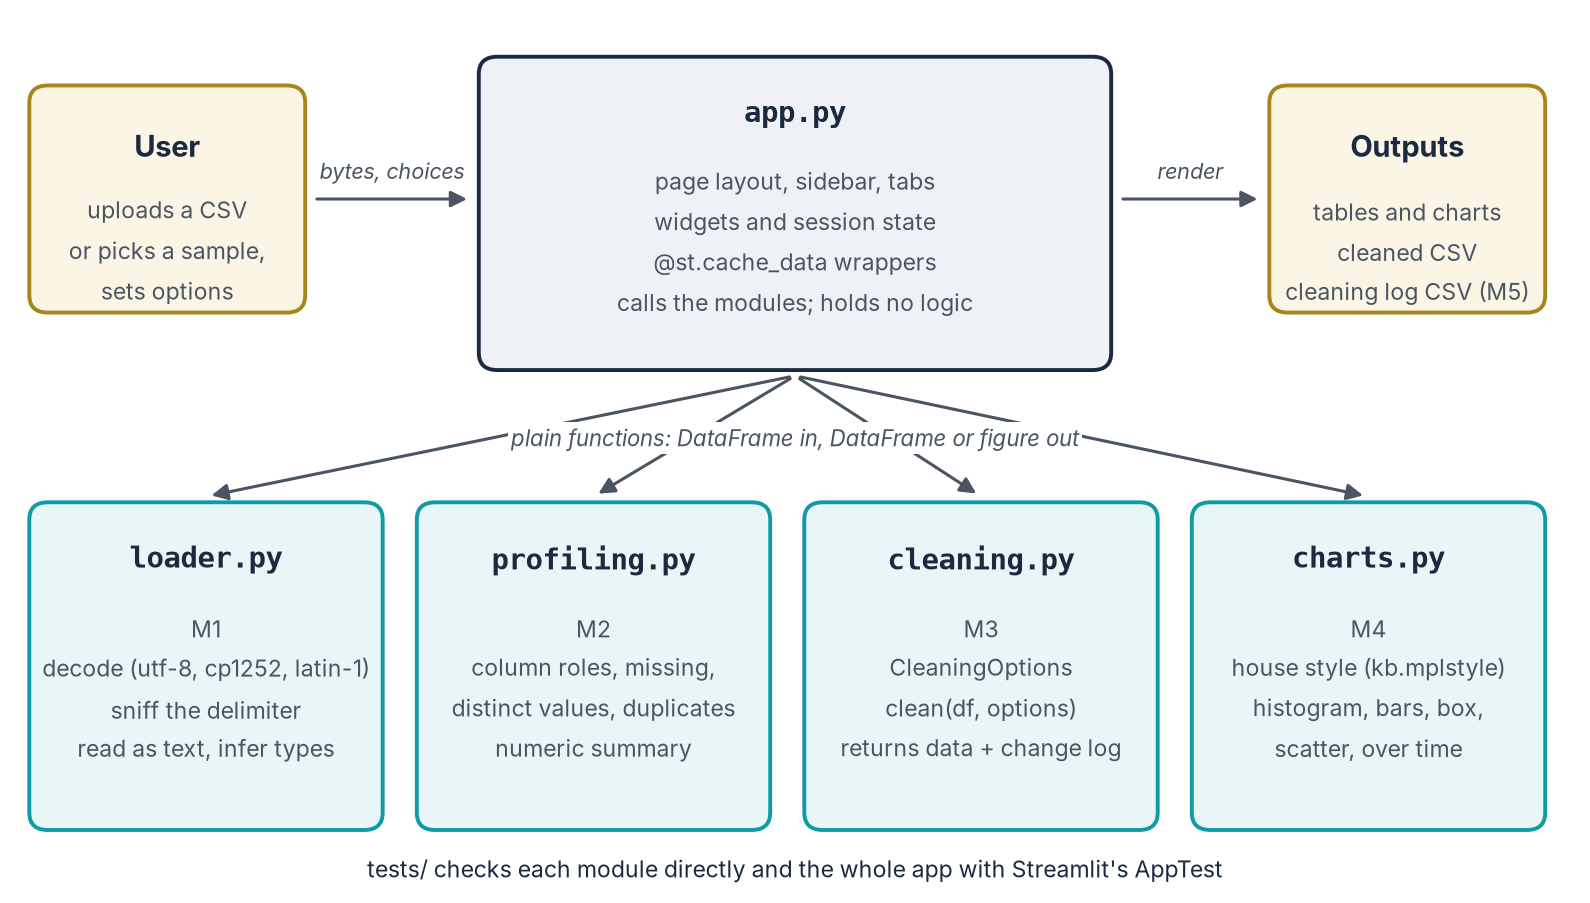 User
uploads a CSV
or picks a sample,
sets options
bytes, choices
app.py
page layout, sidebar, tabs
widgets and session state
@st.cache_data wrappers
calls the modules; holds no logic
render
Outputs
tables and charts
cleaned CSV
cleaning log CSV (M5)
plain functions: DataFrame in, DataFrame or figure out
loader.py
M1
decode (utf-8, cp1252, latin-1)
sniff the delimiter
read as text, infer types
profiling.py
M2
column roles, missing,
distinct values, duplicates
numeric summary
cleaning.py
M3
CleaningOptions
clean(df, options)
returns data + change log
charts.py
M4
house style (kb.mplstyle)
histogram, bars, box,
scatter, over time
tests/ checks each module directly and the whole app with Streamlit's AppTest